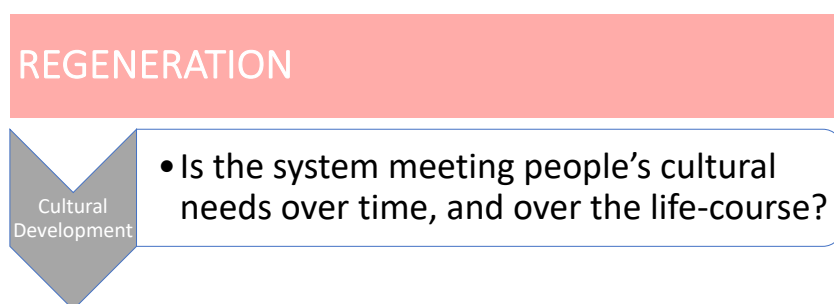 REGENERATION
Cultural
Development
• Is the system meeting people’s cultural
needs over time, and over the life-course?